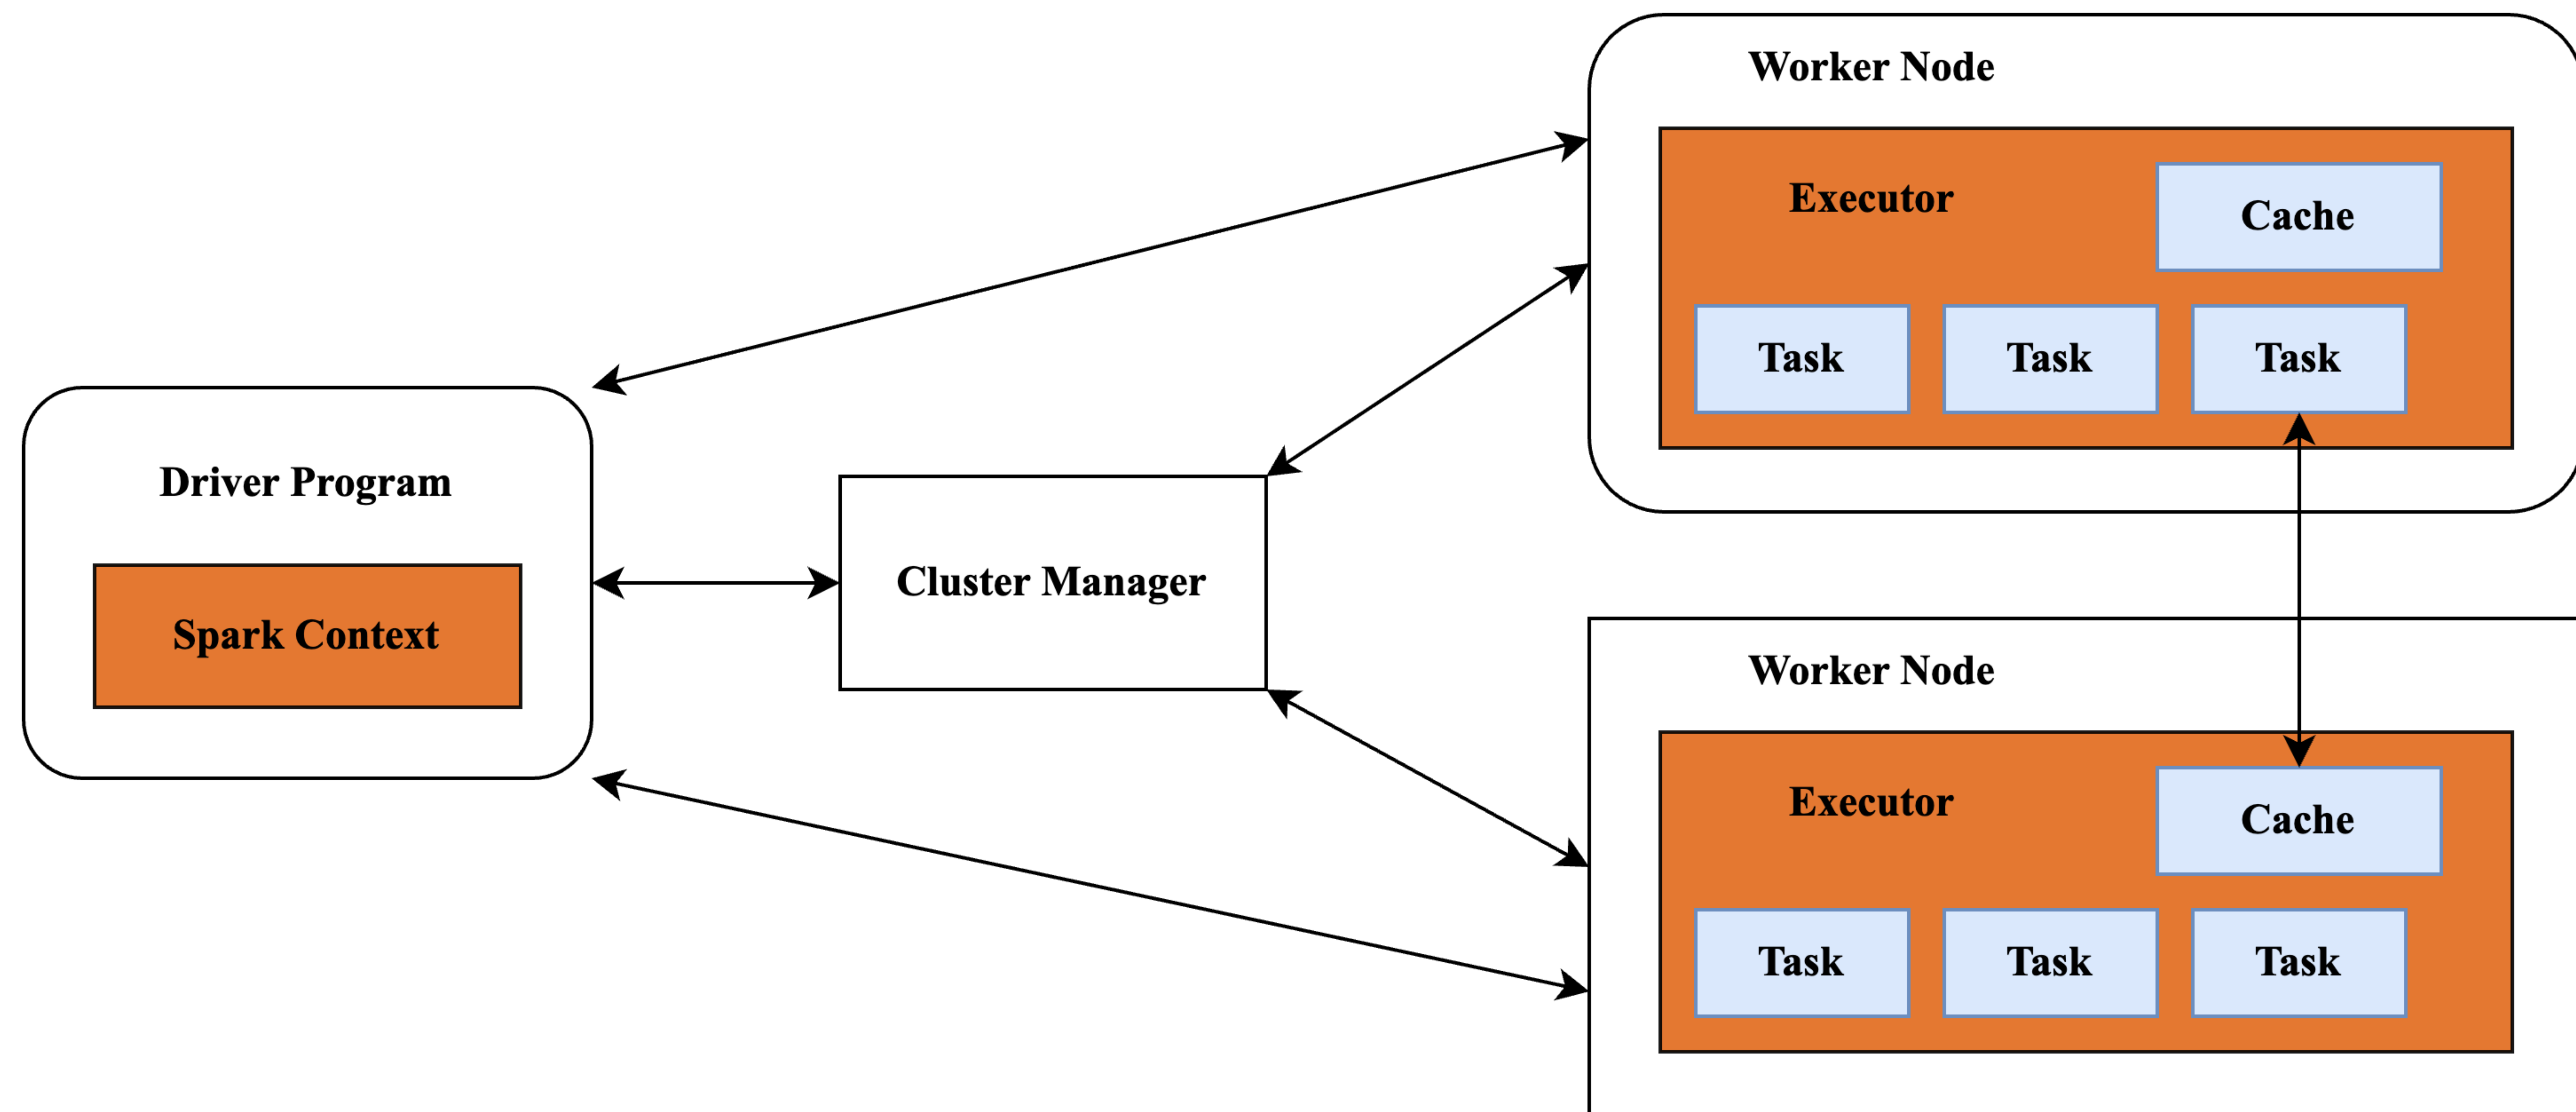 Worker Node
Executor
Cache
Task
Task
Task
Driver Program
Spark Context
Cluster Manager
Worker Node
Executor
Cache
Task
Task
Task